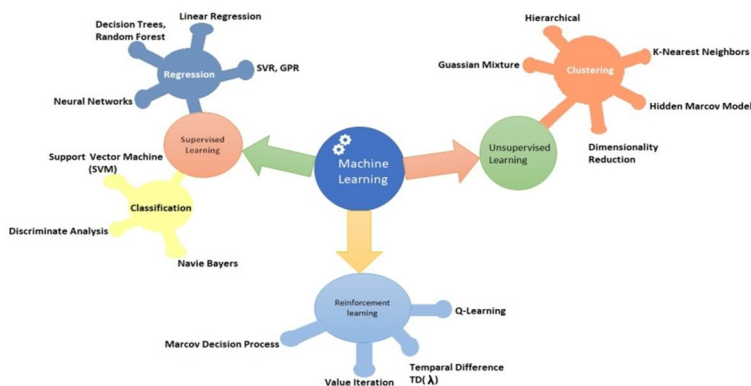 Linear Regression
Decision Trees,
Random Forest
Regression
SVR, GPR
Neural Networks
Supervised
Learning
Support Vector Machine
(SVM)
Classification
Discriminate Analysis
Navie Bayers
Machine
Learning
Hierarchical
K-Nearest Neighbors
Guassian Mixture
Clustering
Hidden Marcov Model
Unsupervised
Learning
Dimensionality
Reduction
Reinforcement
learning
Q-Learning
Marcov Decision Process
Temparal Difference
TD(λ)
Value Iteration